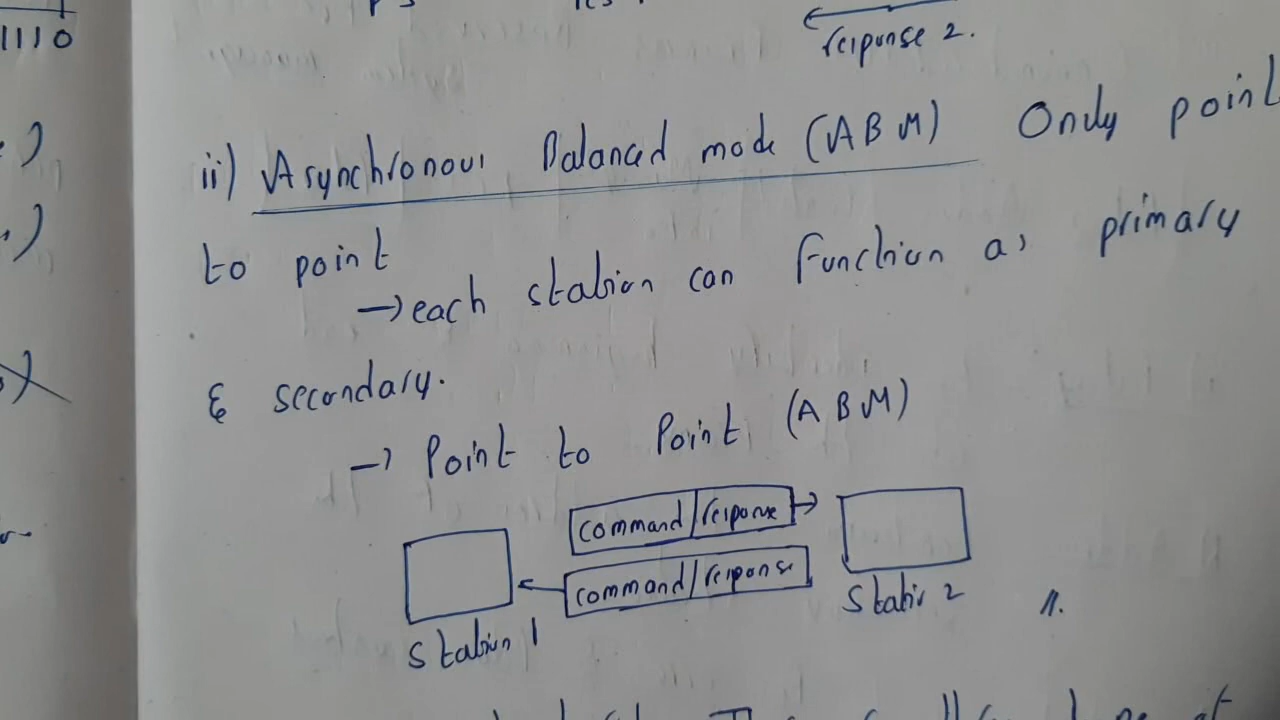 1110
response 2.
ii) Asynchronous Balanced mode (ABM) Only point
to point
→ each station can function as primary
& secondary.
→ Point to Point (ABM)
command/response →
← command/response
Station 1
Station 2